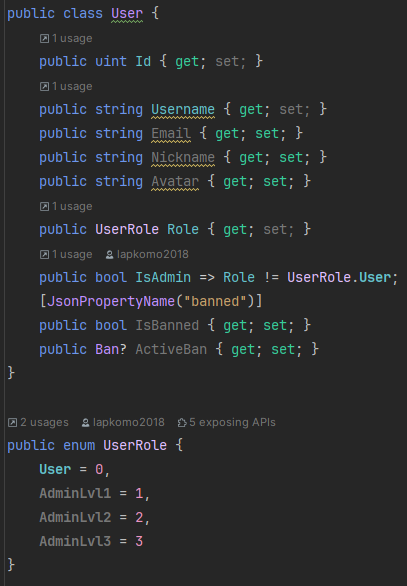 public class User {
1 usage
public uint Id { get; set; }
1 usage
public string Username { get; set; }
public string Email { get; set; }
public string Nickname { get; set; }
public string Avatar { get; set; }
1 usage
public UserRole Role { get; set; }
1 usage lapkomo2018
public bool IsAdmin => Role != UserRole.User;
[JsonPropertyName("banned")]
public bool IsBanned { get; set; }
public Ban? ActiveBan { get; set; }
}
2 usages lapkomo2018 5 exposing APIs
public enum UserRole {
User = 0,
AdminLvl1 = 1,
AdminLvl2 = 2,
AdminLvl3 = 3
}